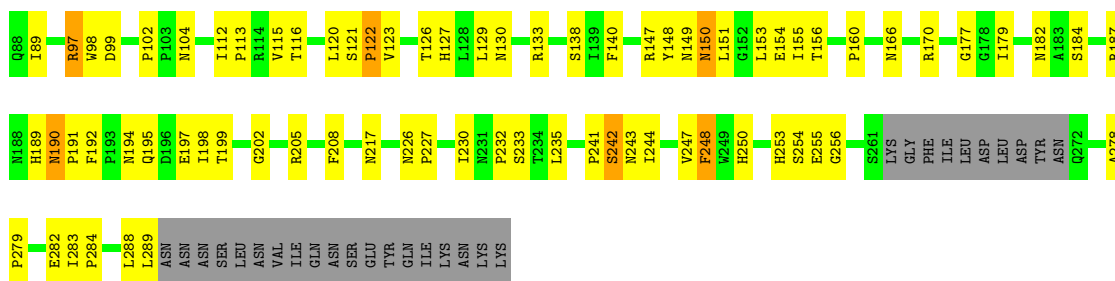 Q88 I89 R97 W98 D99 P102 P103 N104 I112 P113 R114 V115 T116 L120 S121 P122 V123 T126 H127 L128 L129 N130 R133 S138 I139 F140 R147 Y148 N149 N150 L151 G152 L153 E154 I155 T156 P160 N166 R170 G177 G178 I179 N182 A183 S184
N188 H189 N190 P191 F192 P193 N194 Q195 D196 E197 I198 T199 G202 R205 F208 N217 N226 P227 I230 N231 P232 S233 T234 L235 P241 S242 N243 I244 V247 F248 W249 H250 H253 S254 E255 G256 S261 LYS GLY PHE ILE LEU ASP LEU ASP TYR ASN Q272
P279 E282 I283 P284 L288 L289 ASN ASN ASN SER LEU ASN VAL ILE GLN ASN SER GLU TYR GLN ILE LYS ASN LYS LYS